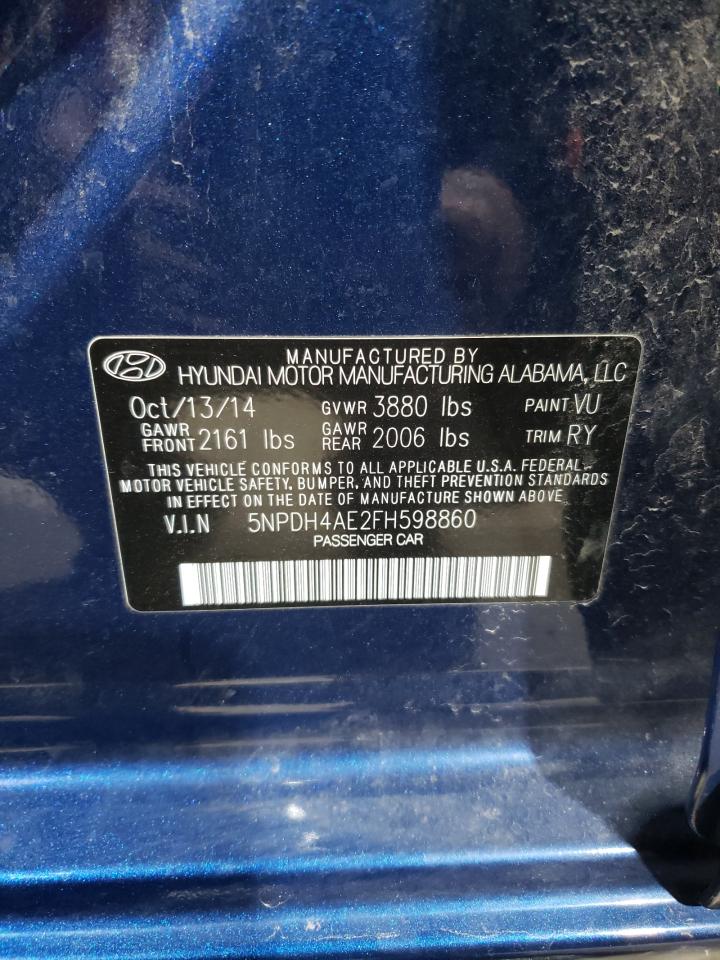 MANUFACTURED BY
HYUNDAI MOTOR MANUFACTURING ALABAMA, LLC
Oct/13/14 GVWR 3880 lbs PAINT VU
GAWR FRONT 2161 lbs GAWR REAR 2006 lbs TRIM RY
THIS VEHICLE CONFORMS TO ALL APPLICABLE U.S.A. FEDERAL
MOTOR VEHICLE SAFETY, BUMPER, AND THEFT PREVENTION STANDARDS
IN EFFECT ON THE DATE OF MANUFACTURE SHOWN ABOVE.
V.I.N 5NPDH4AE2FH598860
PASSENGER CAR